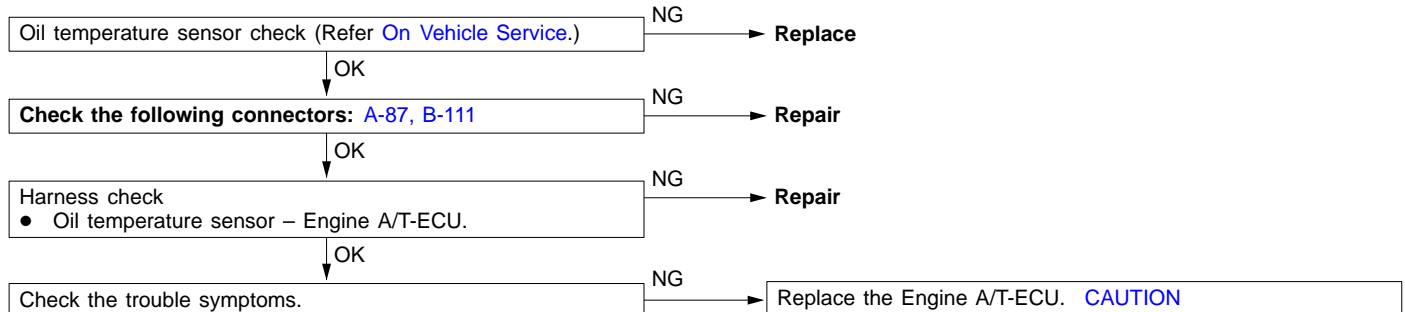 NG
Oil temperature sensor check (Refer On Vehicle Service.)
Replace
OK
NG
Check the following connectors: A-87, B-111
Repair
OK
NG
Harness check
Repair
● Oil temperature sensor – Engine A/T-ECU.
OK
NG
Check the trouble symptoms.
Replace the Engine A/T-ECU. CAUTION